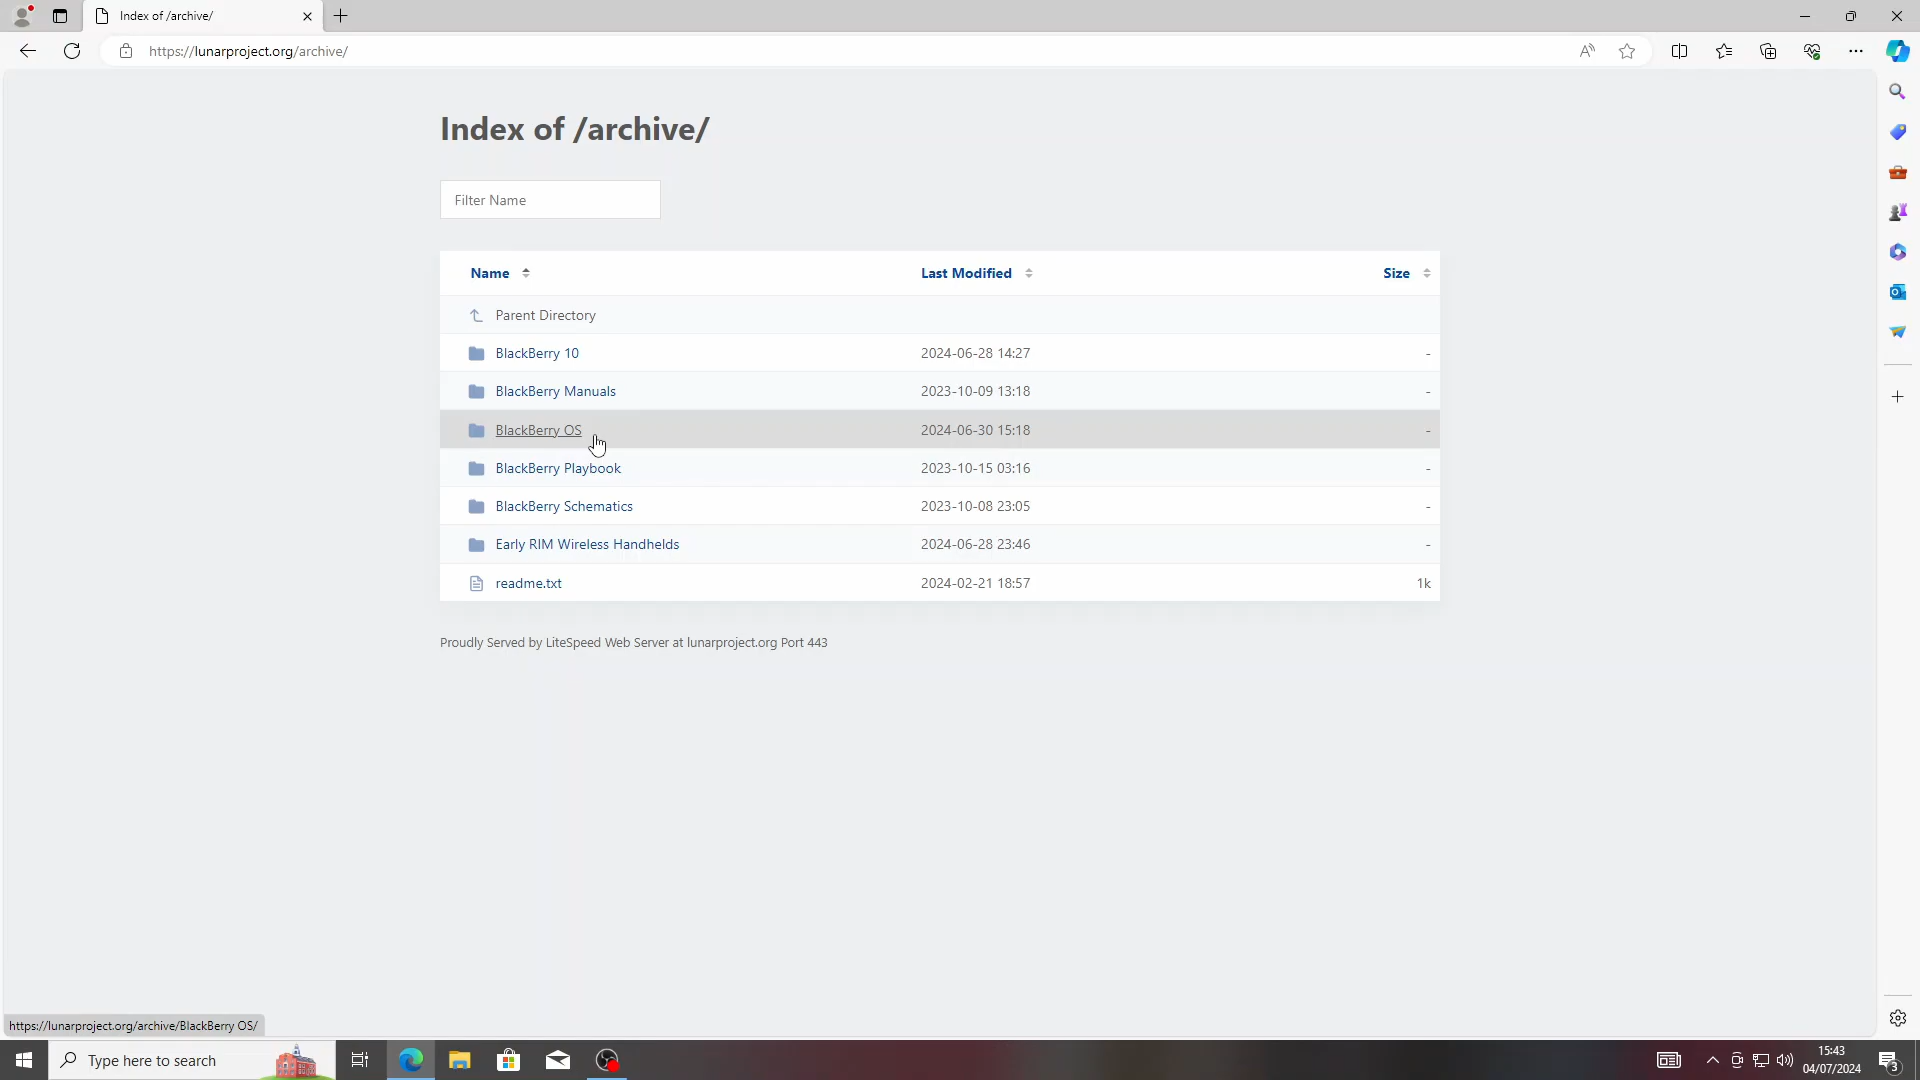 Index of /archive/
https://lunarproject.org/archive/
Index of /archive/
Filter Name
Name Last Modified Size
Parent Directory
BlackBerry 10 2024-06-28 14:27 -
BlackBerry Manuals 2023-10-09 13:18 -
BlackBerry OS 2024-06-30 15:18 -
BlackBerry Playbook 2023-10-15 03:16 -
BlackBerry Schematics 2023-10-08 23:05 -
Early RIM Wireless Handhelds 2024-06-28 23:46 -
readme.txt 2024-02-21 18:57 1k
Proudly Served by LiteSpeed Web Server at lunarproject.org Port 443
https://lunarproject.org/archive/BlackBerry OS/
Type here to search
15:43
04/07/2024
3